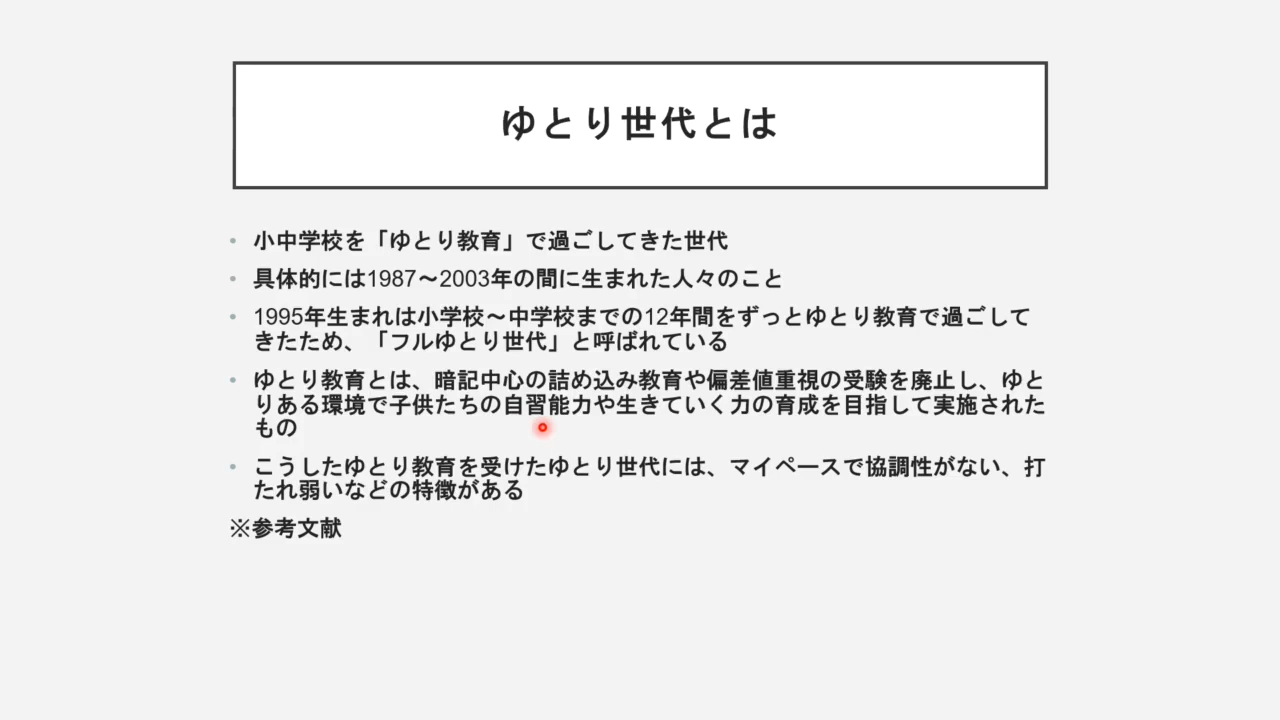 ゆとり世代とは
• 小中学校を「ゆとり教育」で過ごしてきた世代
• 具体的には1987～2003年の間に生まれた人々のこと
• 1995年生まれは小学校～中学校までの12年間をずっとゆとり教育で過ごして
きたため、「フルゆとり世代」と呼ばれている
• ゆとり教育とは、暗記中心の詰め込み教育や偏差値重視の受験を廃止し、ゆと
りある環境で子供たちの自習能力や生きていく力の育成を目指して実施された
もの
• こうしたゆとり教育を受けたゆとり世代には、マイペースで協調性がない、打
たれ弱いなどの特徴がある
※参考文献